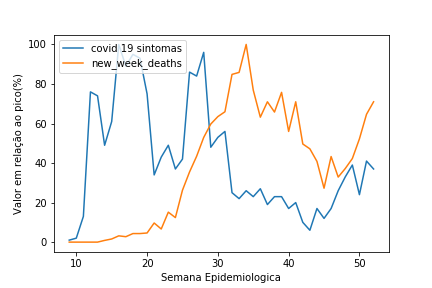 covid 19 sintomas
new_week_deaths
100
80
60
40
20
0
Valor em relação ao pico(%)
10 20 30 40 50
Semana Epidemiologica